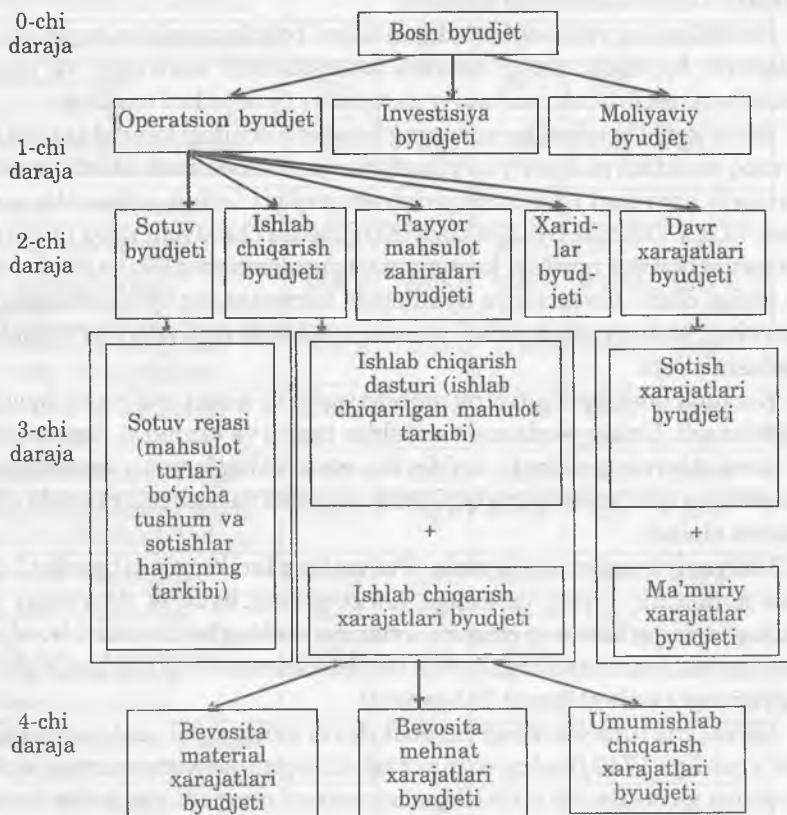 0-chi
daraja
Bosh byudjet
Operatsion byudjet
Investisiya
byudjeti
Moliyaviy
byudjet
1-chi
daraja
2-chi
daraja
Sotuv
byudjeti
Ishlab
chiqarish
byudjeti
Tayyor
mahsulot
zahiralari
byudjeti
Xarid-
lar
byud-
jeti
Davr
xarajatlari
byudjeti
3-chi
daraja
Sotuv rejasi
(mahsulot
turlari
bo'yicha
tushum va
sotishlar
hajmining
tarkibi)
Ishlab chiqarish
dasturi (ishlab
chiqarilgan mahulot
tarkibi)
+
Ishlab chiqarish
xarajatlari byudjeti
Sotish
xarajatlari
byudjeti
+
Ma'muriy
xarajatlar
byudjeti
4-chi
daraja
Bevosita
material
xarajatlari
byudjeti
Bevosita
mehnat
xarajatlari
byudjeti
Umumishlab
chiqarish
xarajatlari
byudjeti